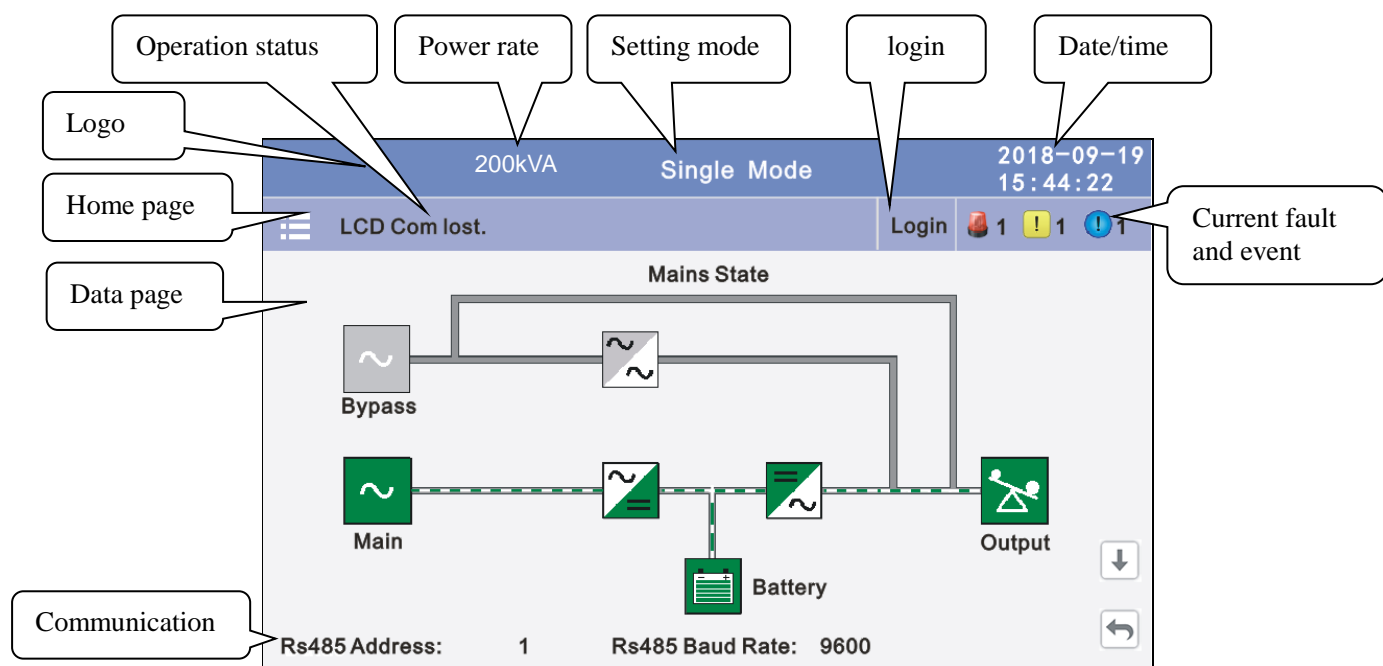 Operation status
Power rate
Setting mode
login
Date/time
Logo
200kVA
Single Mode
2018-09-19
15:44:22
Home page
LCD Com lost.
Login
1
1
1
Current fault
and event
Data page
Mains State
Bypass
Main
Output
Battery
Communication
Rs485 Address: 1 Rs485 Baud Rate: 9600